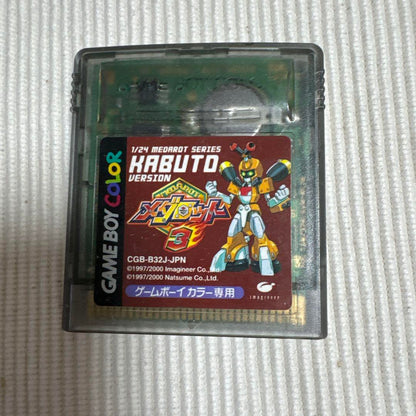 GAME BOY COLOR
1/24 MEDAROT SERIES
KABUTO
VERSION
メダロット
3
CGB-B32J-JPN
©1997/2000 Imagineer Co.,Ltd.
©1997/2000 Natsume Co.,Ltd.
ゲームボーイカラー専用
imagineer